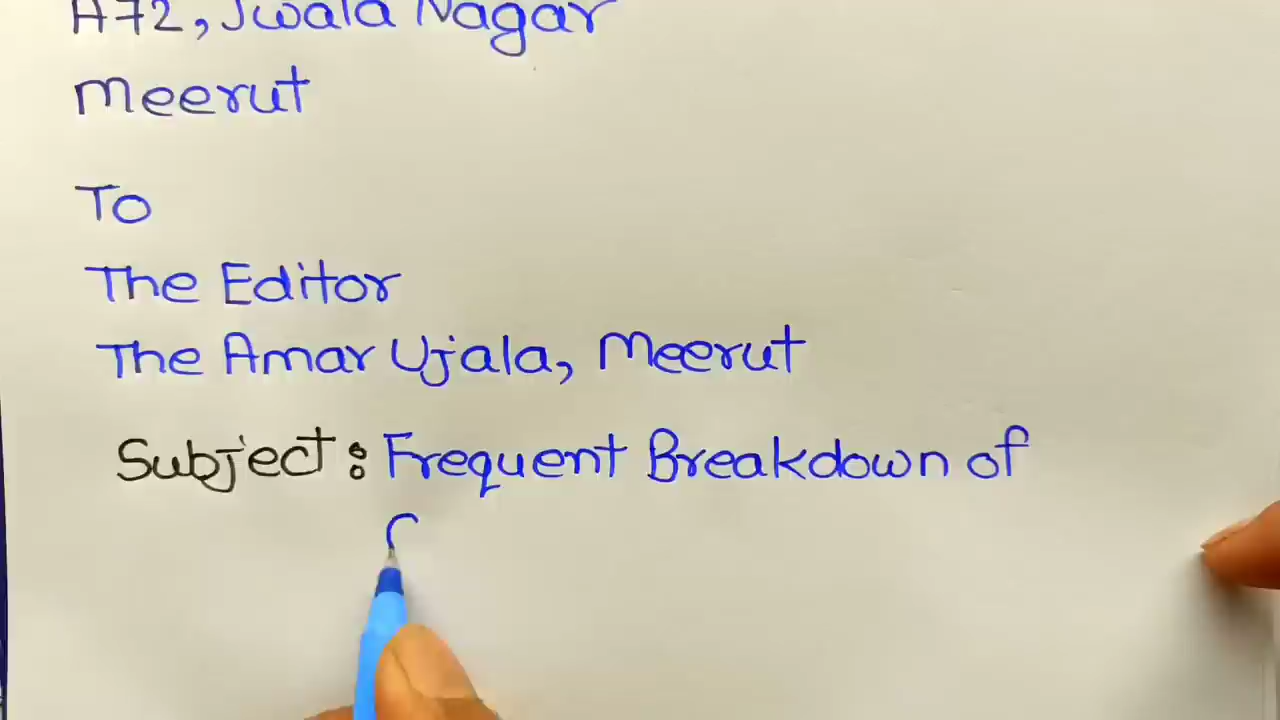 A72, Jwala Nagar
Meerut
To
The Editor
The Amar Ujala, Meerut
Subject: Frequent Breakdown of